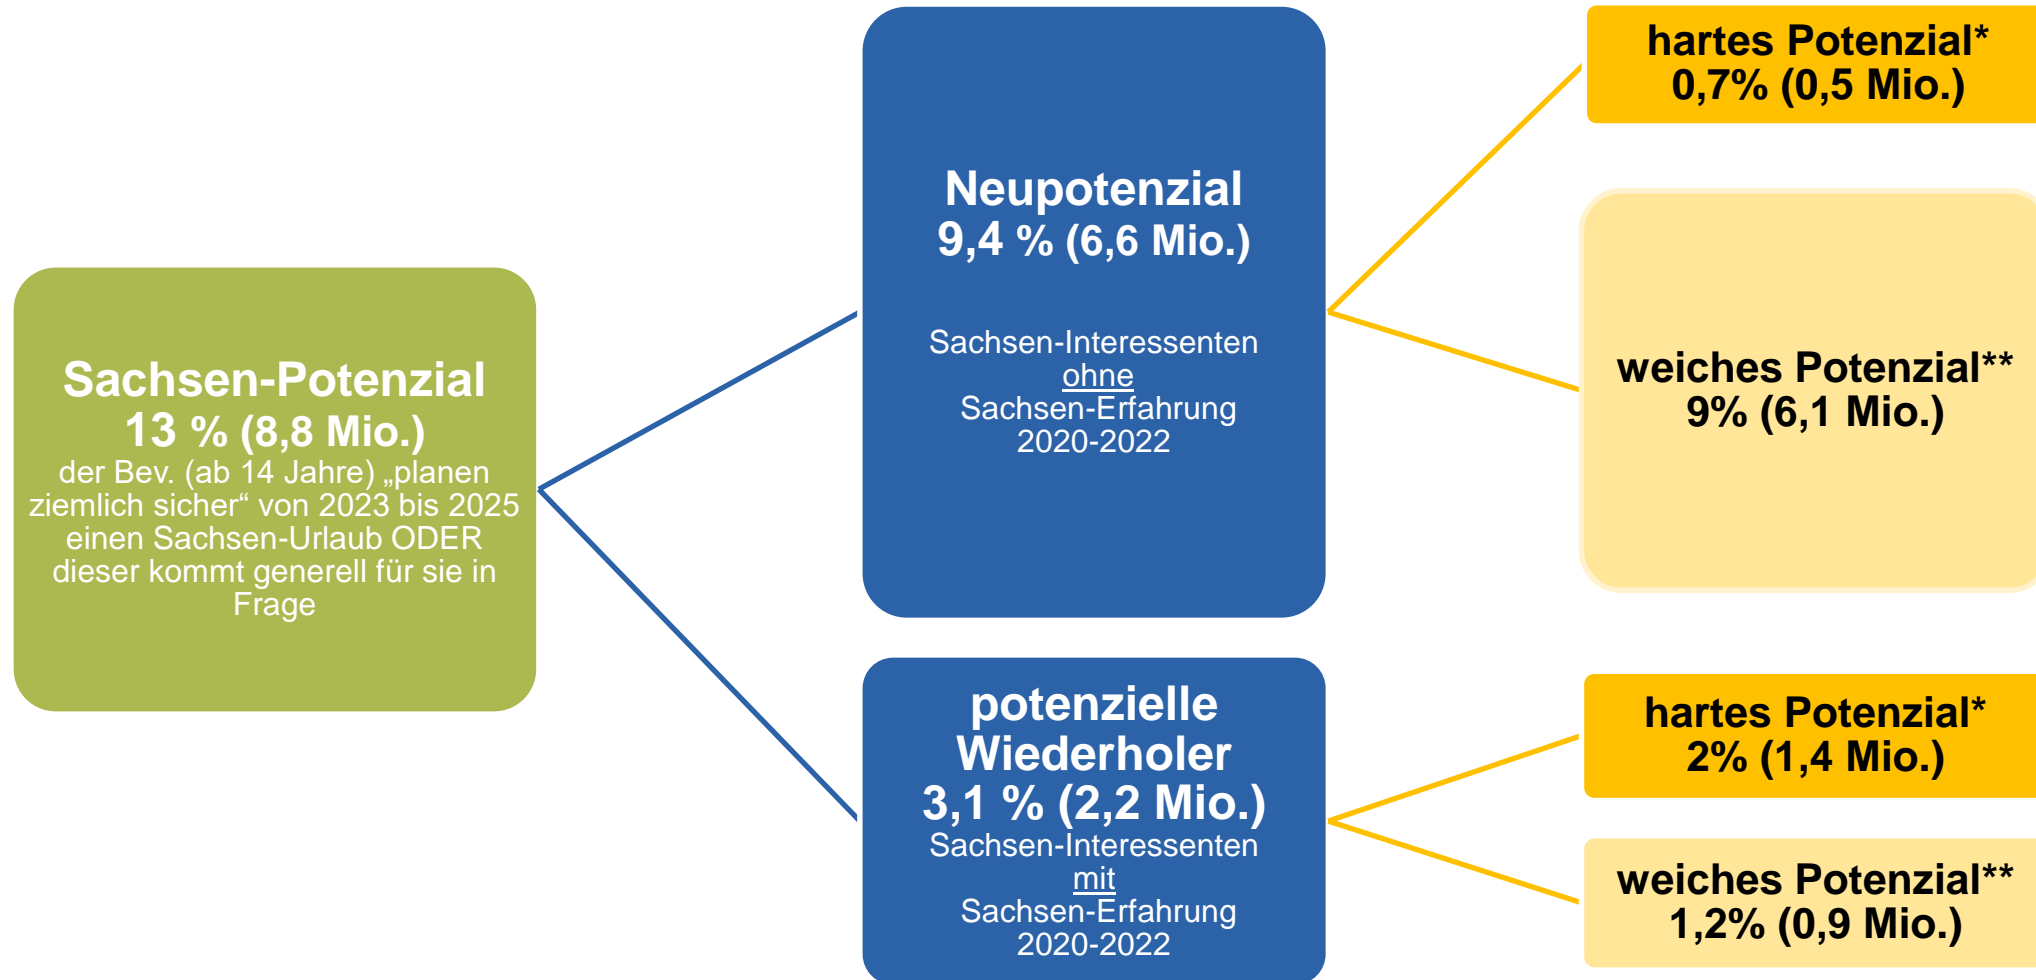 Sachsen-Potenzial
13 % (8,8 Mio.)
der Bev. (ab 14 Jahre) „planen
ziemlich sicher“ von 2023 bis 2025
einen Sachsen-Urlaub ODER
dieser kommt generell für sie in
Frage
Neupotenzial
9,4 % (6,6 Mio.)
Sachsen-Interessenten
ohne
Sachsen-Erfahrung
2020-2022
hartes Potenzial*
0,7% (0,5 Mio.)
weiches Potenzial**
9% (6,1 Mio.)
potenzielle
Wiederholer
3,1 % (2,2 Mio.)
Sachsen-Interessenten
mit
Sachsen-Erfahrung
2020-2022
hartes Potenzial*
2% (1,4 Mio.)
weiches Potenzial**
1,2% (0,9 Mio.)